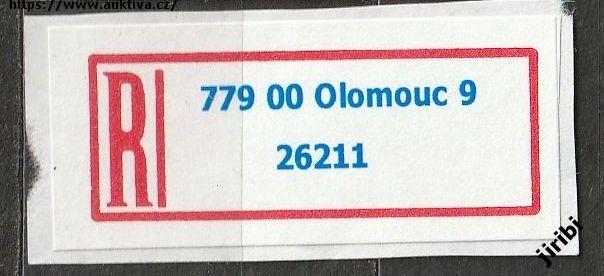 https://www.auktiva.cz/
R
779 00 Olomouc 9
26211
jiribi